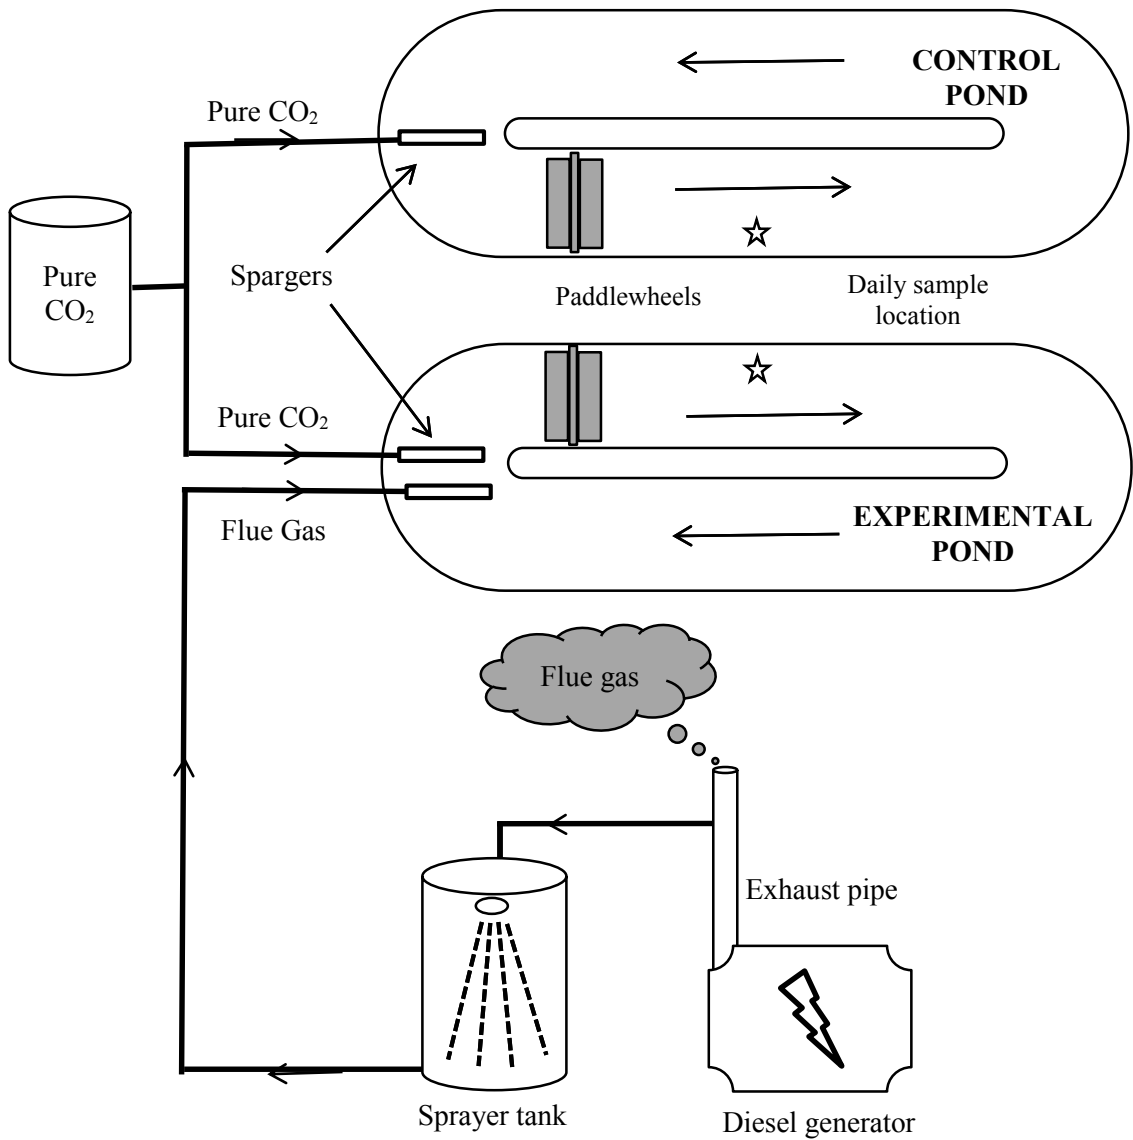 CONTROL
POND
Pure CO₂
Pure
CO₂
Spargers
Paddlewheels
Daily sample
location
Pure CO₂
Flue Gas
EXPERIMENTAL
POND
Flue gas
Exhaust pipe
Sprayer tank
Diesel generator